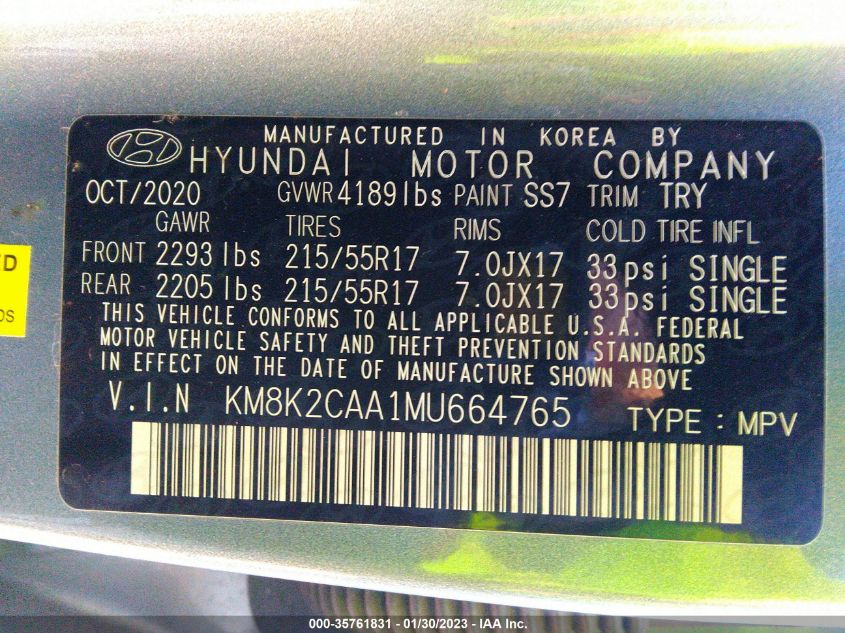 MANUFACTURED IN KOREA BY
HYUNDAI MOTOR COMPANY
OCT/2020 GVWR 4189 lbs PAINT SS7 TRIM TRY
GAWR TIRES RIMS COLD TIRE INFL
FRONT 2293 lbs 215/55R17 7.0JX17 33psi SINGLE
REAR 2205 lbs 215/55R17 7.0JX17 33psi SINGLE
THIS VEHICLE CONFORMS TO ALL APPLICABLE U.S.A. FEDERAL
MOTOR VEHICLE SAFETY AND THEFT PREVENTION STANDARDS
IN EFFECT ON THE DATE OF MANUFACTURE SHOWN ABOVE
V.I.N KM8K2CAA1MU664765 TYPE : MPV
000-35761831 - 01/30/2023 - IAA Inc.